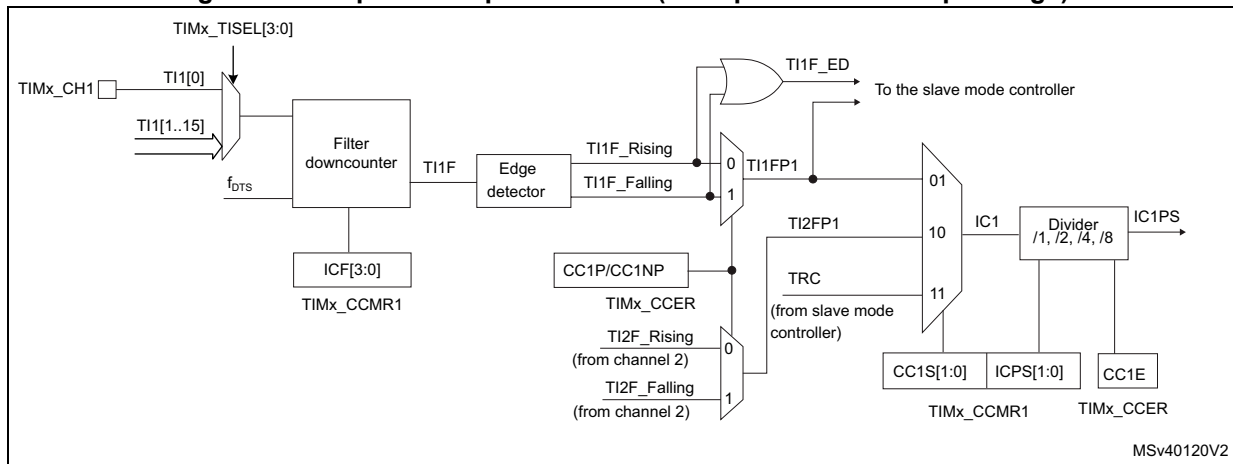 TIMx_TISEL[3:0]
TIMx_CH1
TI1[0]
TI1[1..15]
fDTS
Filter
downcounter
ICF[3:0]
TIMx_CCMR1
TI1F
Edge
detector
TI1F_Rising
TI1F_Falling
TI1F_ED
To the slave mode controller
0
1
TI1FP1
CC1P/CC1NP
TIMx_CCER
TI2F_Rising
(from channel 2)
TI2F_Falling
(from channel 2)
0
1
TI2FP1
TRC
(from slave mode
controller)
01
10
11
IC1
Divider
/1, /2, /4, /8
IC1PS
CC1S[1:0]
ICPS[1:0]
TIMx_CCMR1
CC1E
TIMx_CCER
MSv40120V2